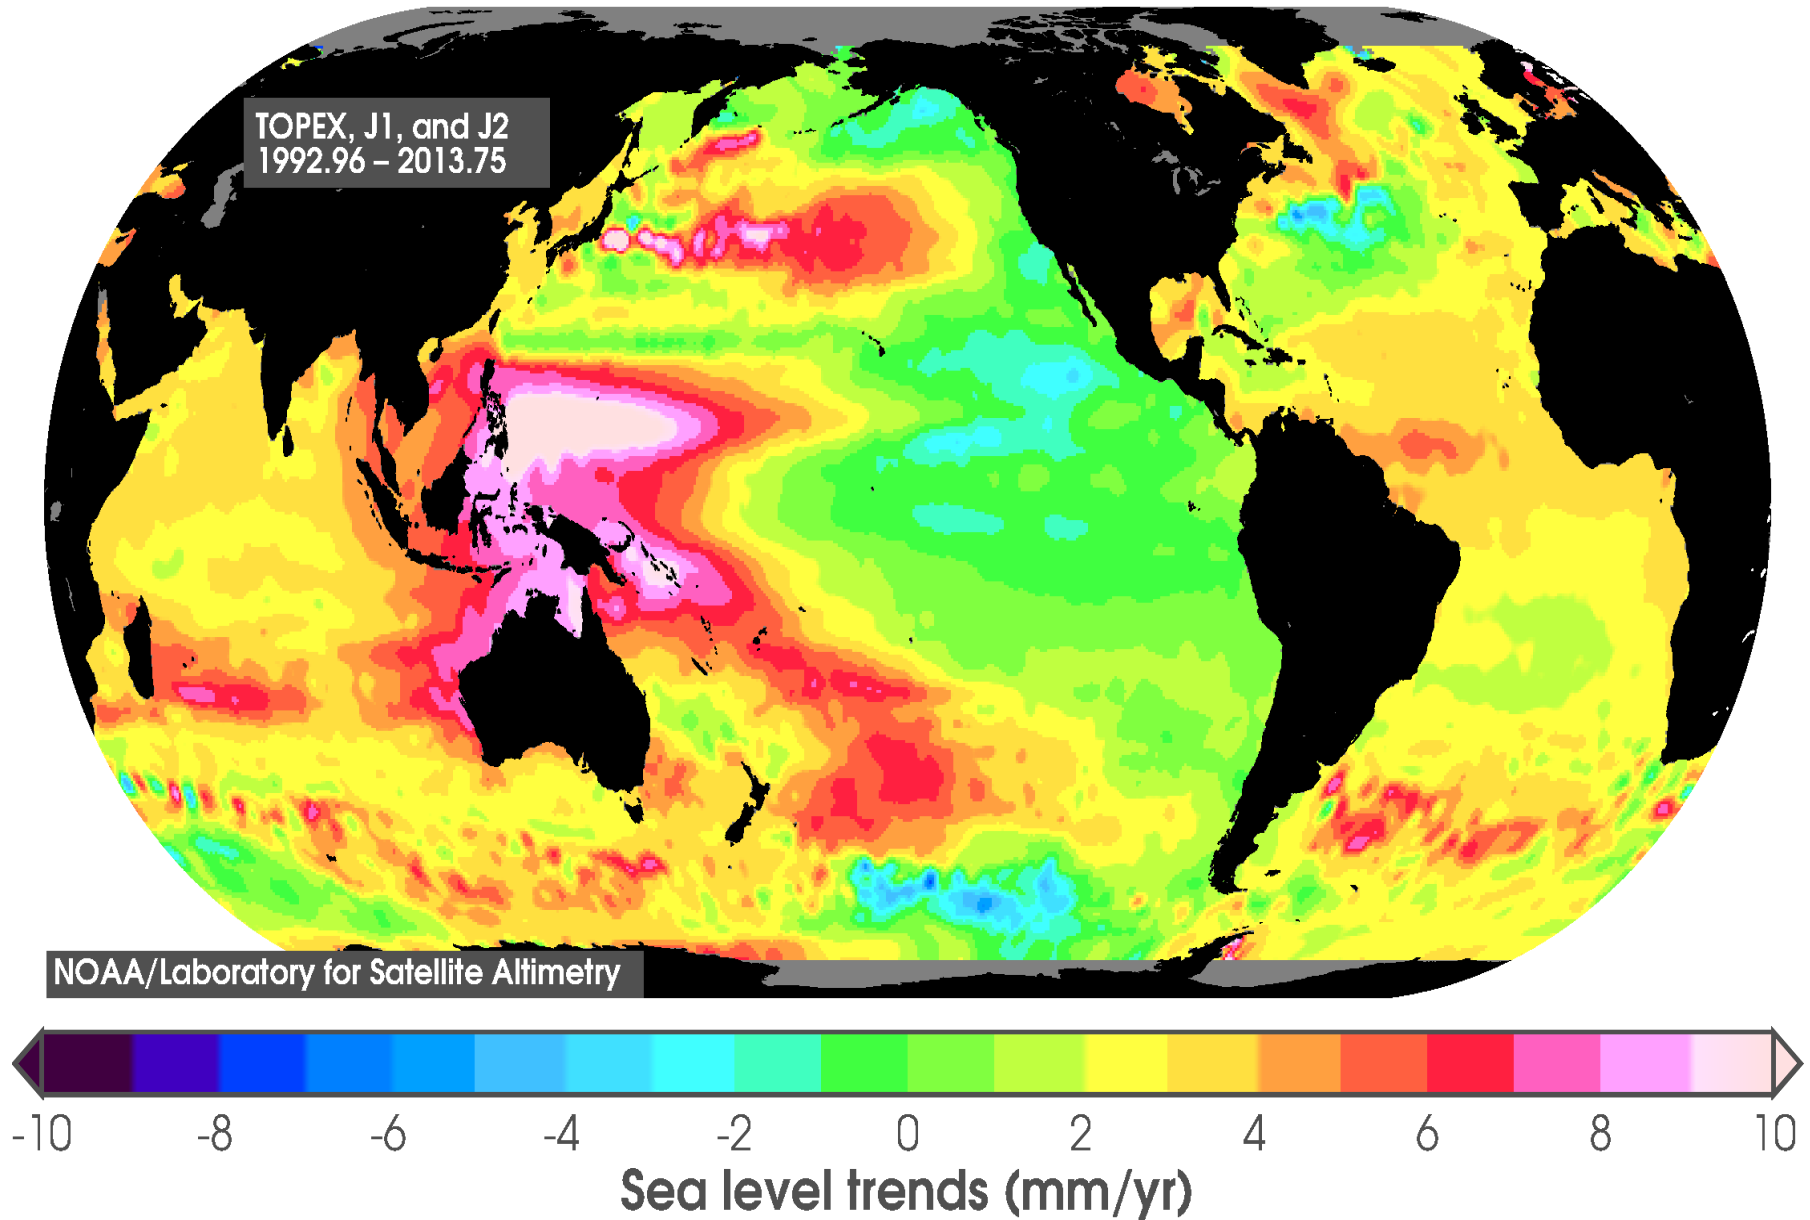 TOPEX, J1, and J2
1992.96 – 2013.75
NOAA/Laboratory for Satellite Altimetry
-10 -8 -6 -4 -2 0 2 4 6 8 10
Sea level trends (mm/yr)